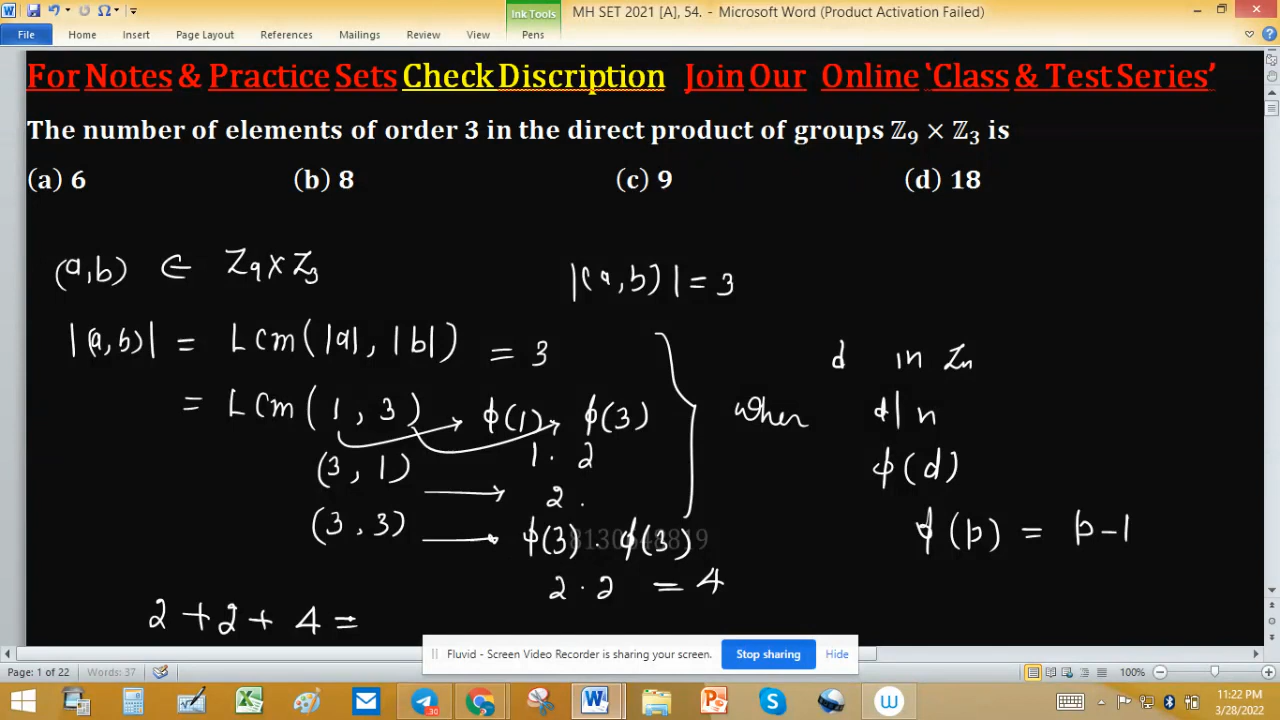 MH SET 2021 [A], 54. - Microsoft Word (Product Activation Failed)
Ink Tools
File Home Insert Page Layout References Mailings Review View Pens
For Notes & Practice Sets Check Discription Join Our Online 'Class & Test Series'
The number of elements of order 3 in the direct product of groups ℤ₉ × ℤ₃ is
(a) 6 (b) 8 (c) 9 (d) 18
(a,b) ∈ Z₉×Z₃ |(a,b)| = 3
|(a,b)| = Lcm(|a|, |b|) = 3
d in Zn
= Lcm(1, 3) ϕ(1) ϕ(3) when d|n
(3, 1) 1 · 2 ϕ(d)
2 ·
(3, 3) ϕ(3) · ϕ(3) ϕ(p) = p-1
2 · 2 = 4
2 + 2 + 4 =
Fluvid - Screen Video Recorder is sharing your screen. Stop sharing Hide
Page: 1 of 22 Words: 37 100%
30
11:22 PM
3/28/2022